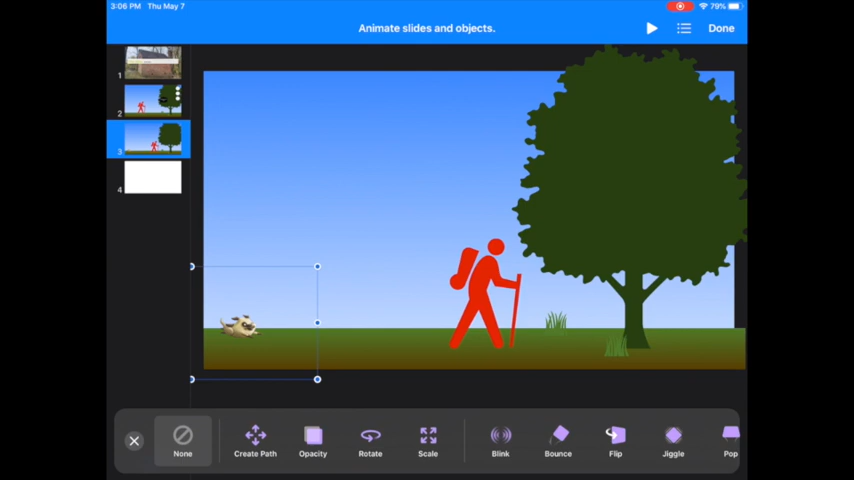 3:06 PM Thu May 7
79%
Animate slides and objects.
Done
1
2
3
4
None
Create Path
Opacity
Rotate
Scale
Blink
Bounce
Flip
Jiggle
Pop